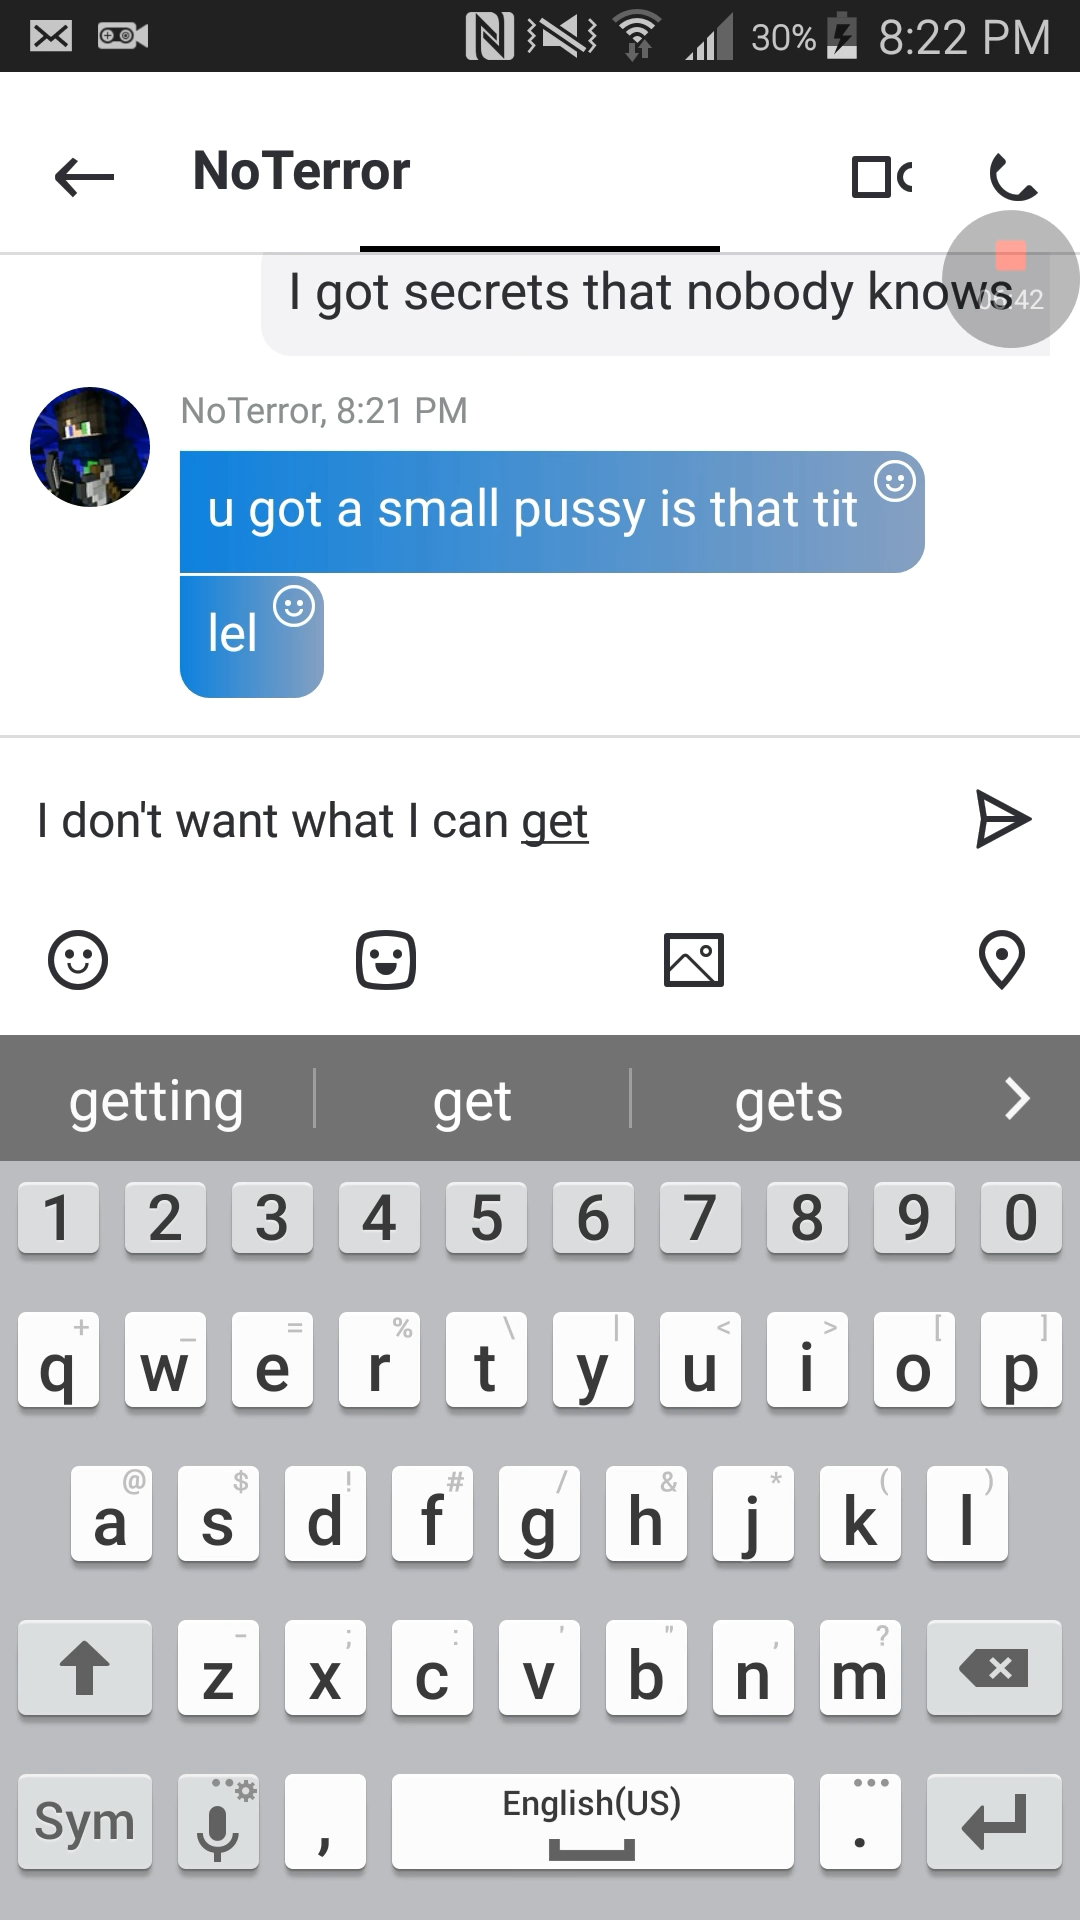 30% 8:22 PM
NoTerror
I got secrets that nobody knows
05:42
NoTerror, 8:21 PM
u got a small pussy is that tit
lel
I don't want what I can get
getting get gets
1 2 3 4 5 6 7 8 9 0
+ _ = % \ | < > [ ]
q w e r t y u i o p
@ $ ! # / & * ( )
a s d f g h j k l
- ; : ' " , ?
z x c v b n m
Sym , English(US) .